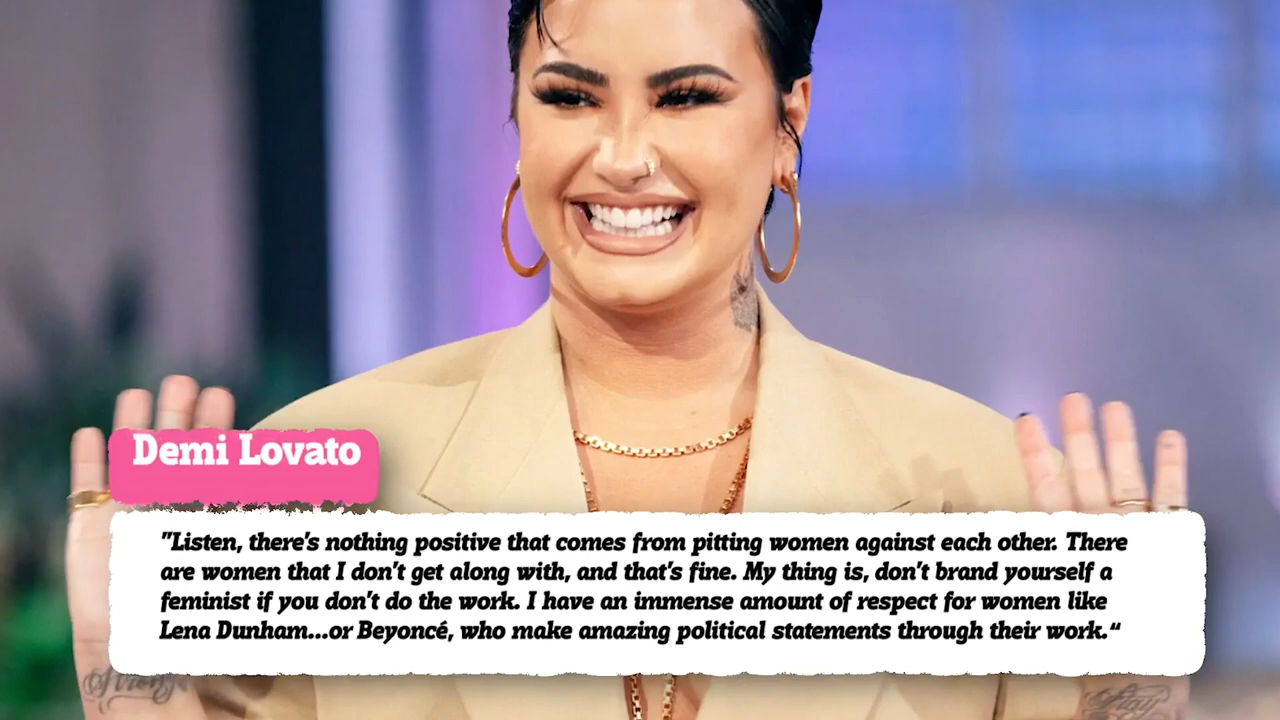 Demi Lovato
"Listen, there's nothing positive that comes from pitting women against each other. There
are women that I don't get along with, and that's fine. My thing is, don't brand yourself a
feminist if you don't do the work. I have an immense amount of respect for women like
Lena Dunham...or Beyoncé, who make amazing political statements through their work.“
Strong
Stay